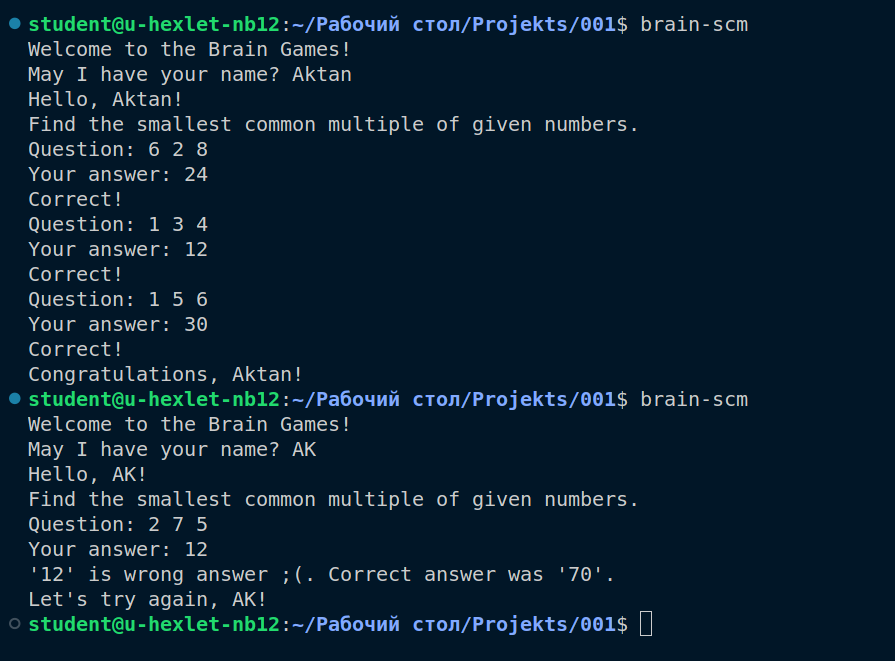 student@u-hexlet-nb12:~/Рабочий стол/Projekts/001$ brain-scm
Welcome to the Brain Games!
May I have your name? Aktan
Hello, Aktan!
Find the smallest common multiple of given numbers.
Question: 6 2 8
Your answer: 24
Correct!
Question: 1 3 4
Your answer: 12
Correct!
Question: 1 5 6
Your answer: 30
Correct!
Congratulations, Aktan!
student@u-hexlet-nb12:~/Рабочий стол/Projekts/001$ brain-scm
Welcome to the Brain Games!
May I have your name? AK
Hello, AK!
Find the smallest common multiple of given numbers.
Question: 2 7 5
Your answer: 12
'12' is wrong answer ;(. Correct answer was '70'.
Let's try again, AK!
student@u-hexlet-nb12:~/Рабочий стол/Projekts/001$